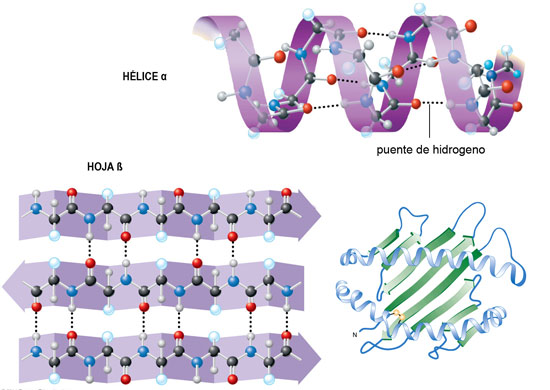 HÉLICE α
puente de hidrogeno
HOJA ß
N